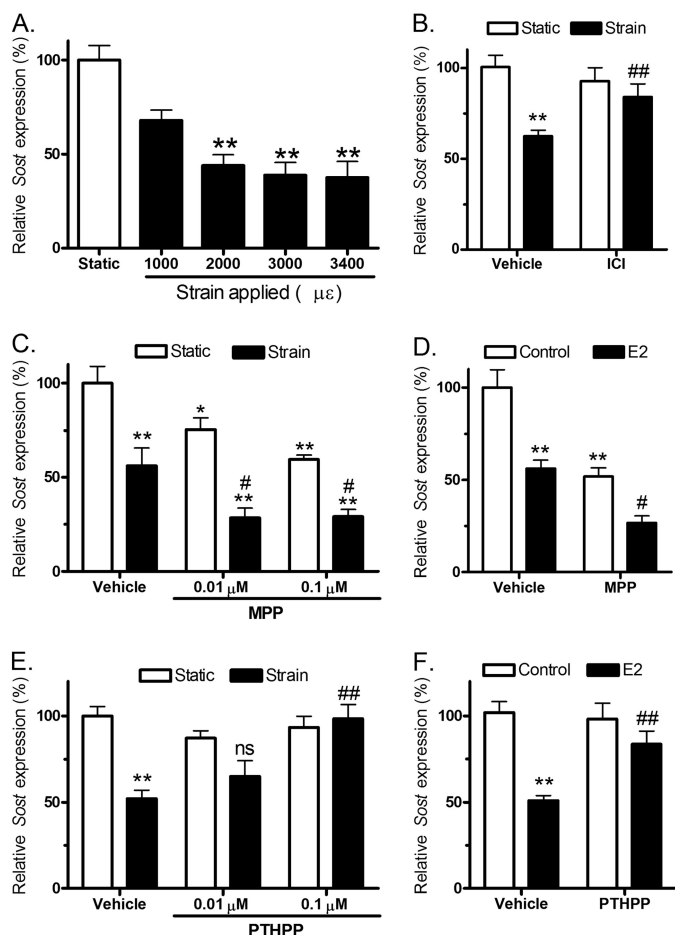 A.
Relative Sost expression (%)
100
50
0
** ** **
Static 1000 2000 3000 3400
Strain applied ( με)
B.
Static Strain
Relative Sost expression (%)
100
50
0
** ##
Vehicle ICI
C.
Static Strain
Relative Sost expression (%)
100
50
0
** * # ** ** # **
Vehicle 0.01 μM 0.1 μM
MPP
D.
Control E2
Relative Sost expression (%)
100
50
0
** ** #
Vehicle MPP
E.
Static Strain
Relative Sost expression (%)
100
50
0
** ns ##
Vehicle 0.01 μM 0.1 μM
PTHPP
F.
Control E2
Relative Sost expression (%)
100
50
0
** ##
Vehicle PTHPP